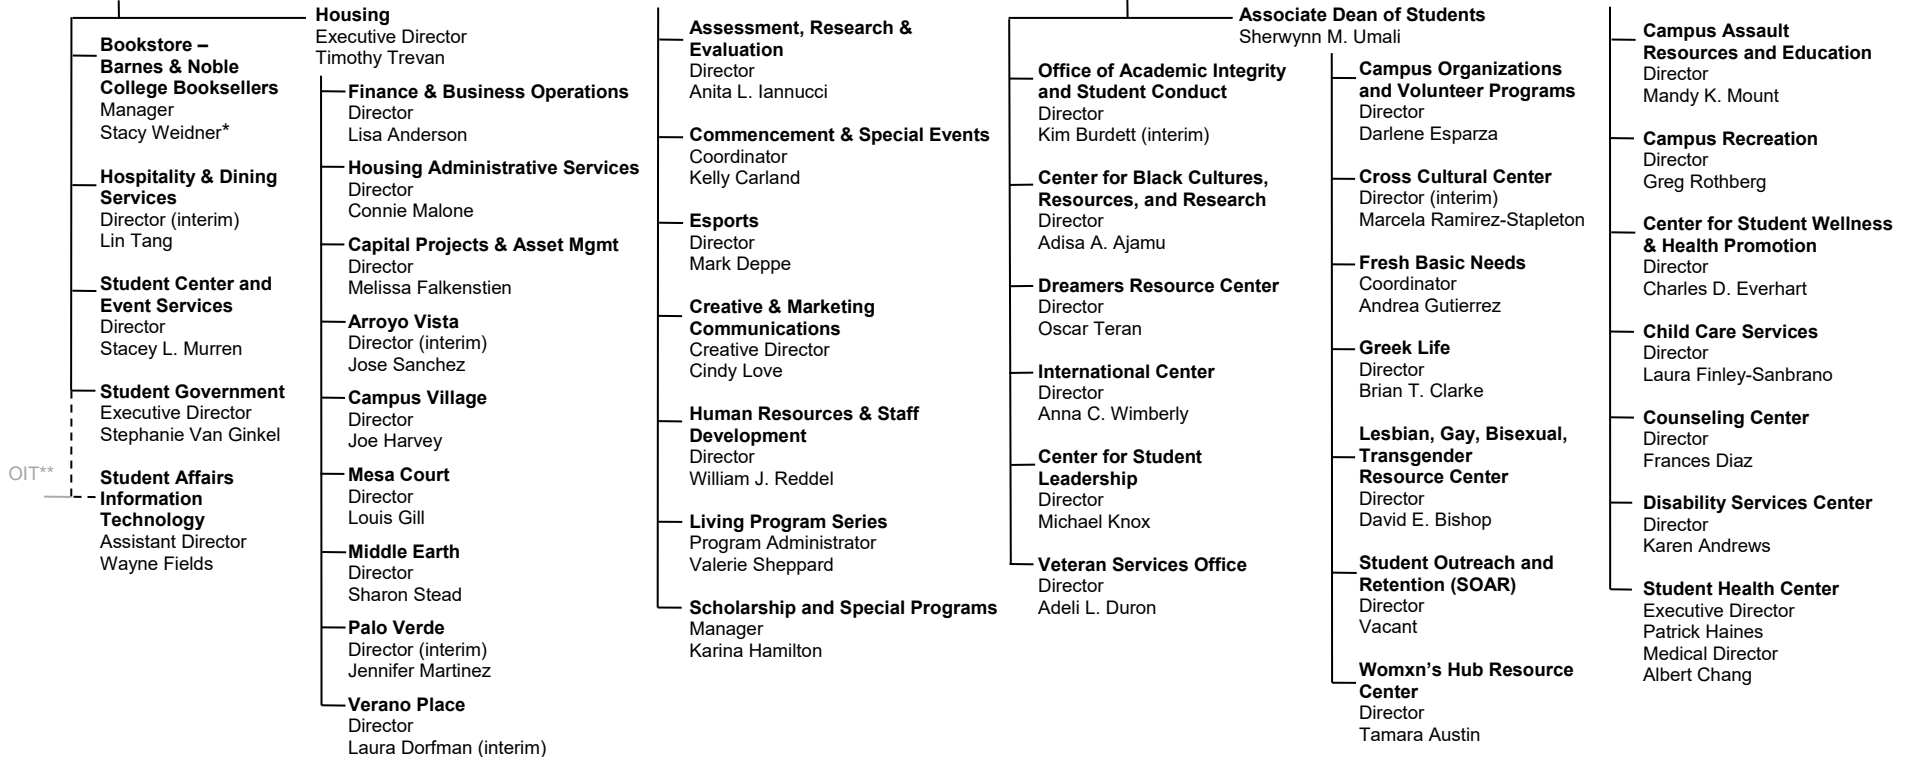 Housing
Executive Director
Timothy Trevan
Bookstore –
Barnes & Noble
College Booksellers
Manager
Stacy Weidner*
Hospitality & Dining
Services
Director (interim)
Lin Tang
Student Center and
Event Services
Director
Stacey L. Murren
Student Government
Executive Director
Stephanie Van Ginkel
OIT**
Student Affairs
Information
Technology
Assistant Director
Wayne Fields
Finance & Business Operations
Director
Lisa Anderson
Housing Administrative Services
Director
Connie Malone
Capital Projects & Asset Mgmt
Director
Melissa Falkenstien
Arroyo Vista
Director (interim)
Jose Sanchez
Campus Village
Director
Joe Harvey
Mesa Court
Director
Louis Gill
Middle Earth
Director
Sharon Stead
Palo Verde
Director (interim)
Jennifer Martinez
Verano Place
Director
Laura Dorfman (interim)
Assessment, Research &
Evaluation
Director
Anita L. Iannucci
Commencement & Special Events
Coordinator
Kelly Carland
Esports
Director
Mark Deppe
Creative & Marketing
Communications
Creative Director
Cindy Love
Human Resources & Staff
Development
Director
William J. Reddel
Living Program Series
Program Administrator
Valerie Sheppard
Scholarship and Special Programs
Manager
Karina Hamilton
Associate Dean of Students
Sherwynn M. Umali
Office of Academic Integrity
and Student Conduct
Director
Kim Burdett (interim)
Center for Black Cultures,
Resources, and Research
Director
Adisa A. Ajamu
Dreamers Resource Center
Director
Oscar Teran
International Center
Director
Anna C. Wimberly
Center for Student
Leadership
Director
Michael Knox
Veteran Services Office
Director
Adeli L. Duron
Campus Organizations
and Volunteer Programs
Director
Darlene Esparza
Cross Cultural Center
Director (interim)
Marcela Ramirez-Stapleton
Fresh Basic Needs
Coordinator
Andrea Gutierrez
Greek Life
Director
Brian T. Clarke
Lesbian, Gay, Bisexual,
Transgender
Resource Center
Director
David E. Bishop
Student Outreach and
Retention (SOAR)
Director
Vacant
Womxn’s Hub Resource
Center
Director
Tamara Austin
Campus Assault
Resources and Education
Director
Mandy K. Mount
Campus Recreation
Director
Greg Rothberg
Center for Student Wellness
& Health Promotion
Director
Charles D. Everhart
Child Care Services
Director
Laura Finley-Sanbrano
Counseling Center
Director
Frances Diaz
Disability Services Center
Director
Karen Andrews
Student Health Center
Executive Director
Patrick Haines
Medical Director
Albert Chang